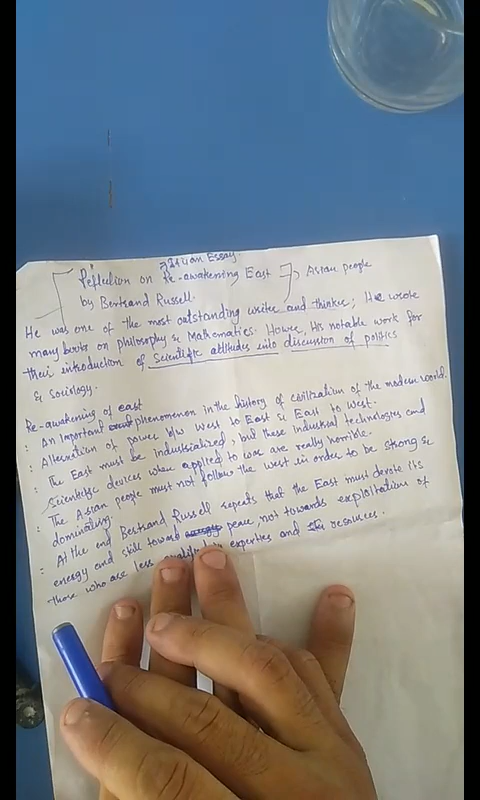 an Essay
Reflection on Re-awakening East Asian people
by Bertrand Russell.
He was one of the most outstanding writer and thinker; He wrote
many books on philosophy & Mathematics. Howe, His notable work for
their introduction of Scientific attitudes into discussion of politics
& Sociology.
Re-awakening of east
: An Important phenomenon in the history of civilization of the modern world.
: Alternation of power b/w West to East & East to West.
: The East must be Industrialized, but these Industrial technologies and
Scientific devices when applied to war are really horrible.
: The Asian people must not follow the West in order to be strong &
dominating
: At the end Bertrand Russell repeats that the East must devote its
energy and skill toward peace, not towards exploitation of
those who are less in experties and resources.